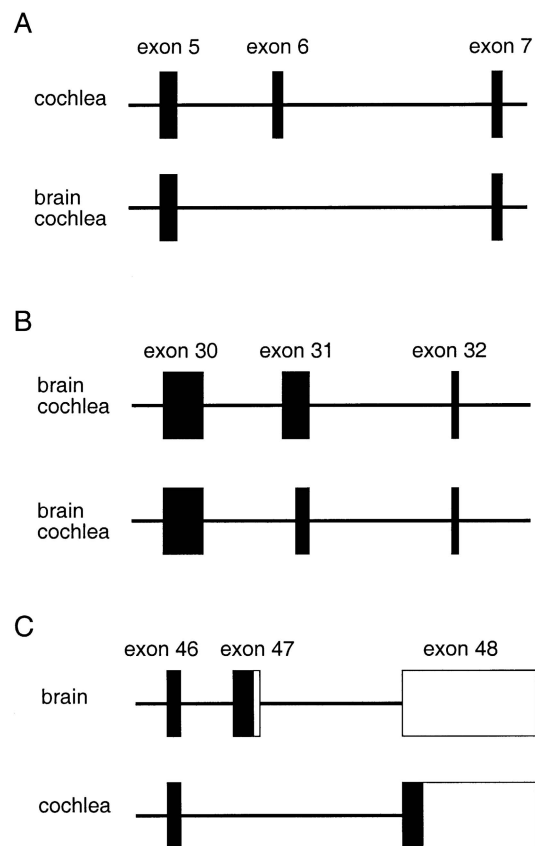 A
exon 5 exon 6 exon 7
cochlea
brain
cochlea
B
exon 30 exon 31 exon 32
brain
cochlea
brain
cochlea
C
exon 46 exon 47 exon 48
brain
cochlea